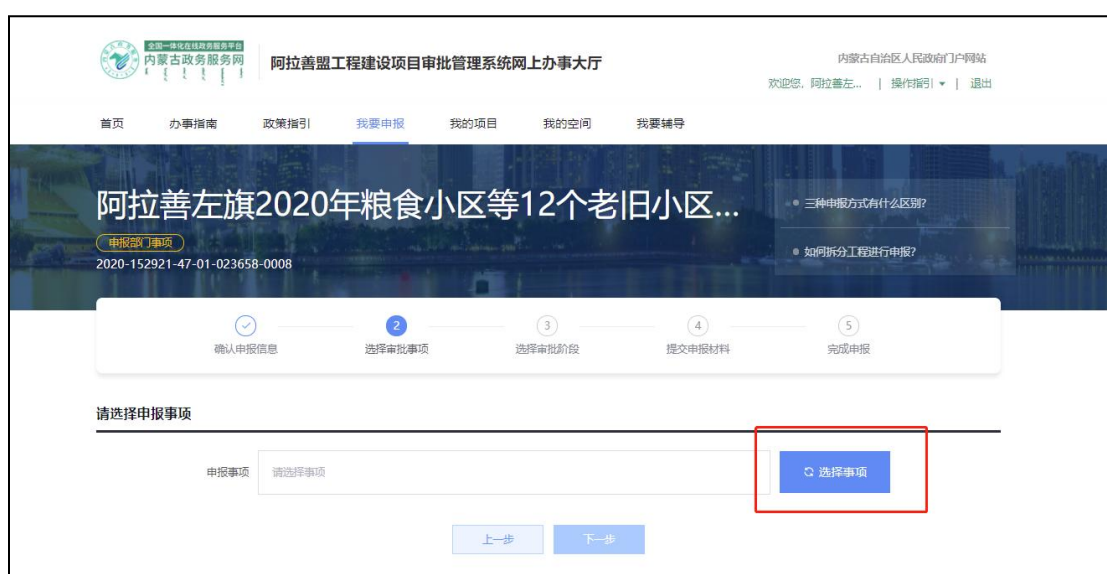 全国一体化在线政务服务平台
内蒙古政务服务网
阿拉善盟工程建设项目审批管理系统网上办事大厅
内蒙古自治区人民政府门户网站
欢迎您, 阿拉善左... | 操作指引 | 退出
首页 办事指南 政策指引 我要申报 我的项目 我的空间 我要辅导
阿拉善左旗2020年粮食小区等12个老旧小区...
申报部门事项
2020-152921-47-01-023658-0008
三种申报方式有什么区别?
如何拆分工程进行申报?
2 3 4 5
确认申报信息 选择审批事项 选择审批阶段 提交申报材料 完成申报
请选择申报事项
申报事项 请选择事项 选择事项
上一步 下一步